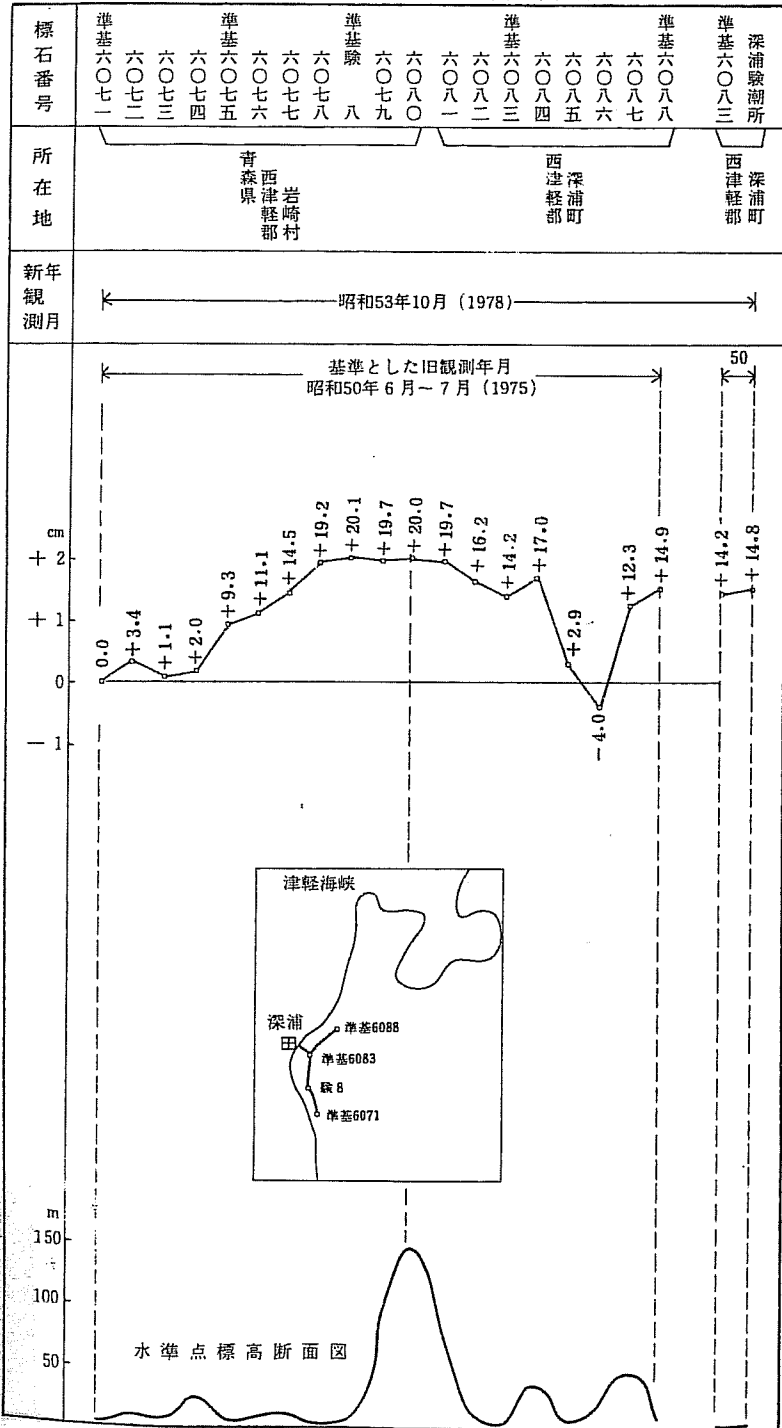 標石番号
準基六〇七一
六〇七二
六〇七三
六〇七四
準基六〇七五
六〇七六
六〇七七
六〇七八
準基験 八
六〇七九
六〇八〇
六〇八一
六〇八二
準基六〇八三
六〇八四
六〇八五
六〇八六
六〇八七
準基六〇八八
準基六〇八三
深浦験潮所
所在地
青森県
西津軽郡
岩崎村
西津軽郡
深浦町
西津軽郡
深浦町
新年
観
測月
昭和53年10月 (1978)
基準とした旧観測年月
昭和50年6月~7月 (1975)
50
cm
+2
+1
0
-1
0.0
+3.4
+1.1
+2.0
+9.3
+11.1
+14.5
+19.2
+20.1
+19.7
+20.0
+19.7
+16.2
+14.2
+17.0
+2.9
-4.0
+12.3
+14.9
+14.2
+14.8
津軽海峡
深浦
準基6088
準基6083
験8
準基6071
m
150
100
50
水準点標高断面図